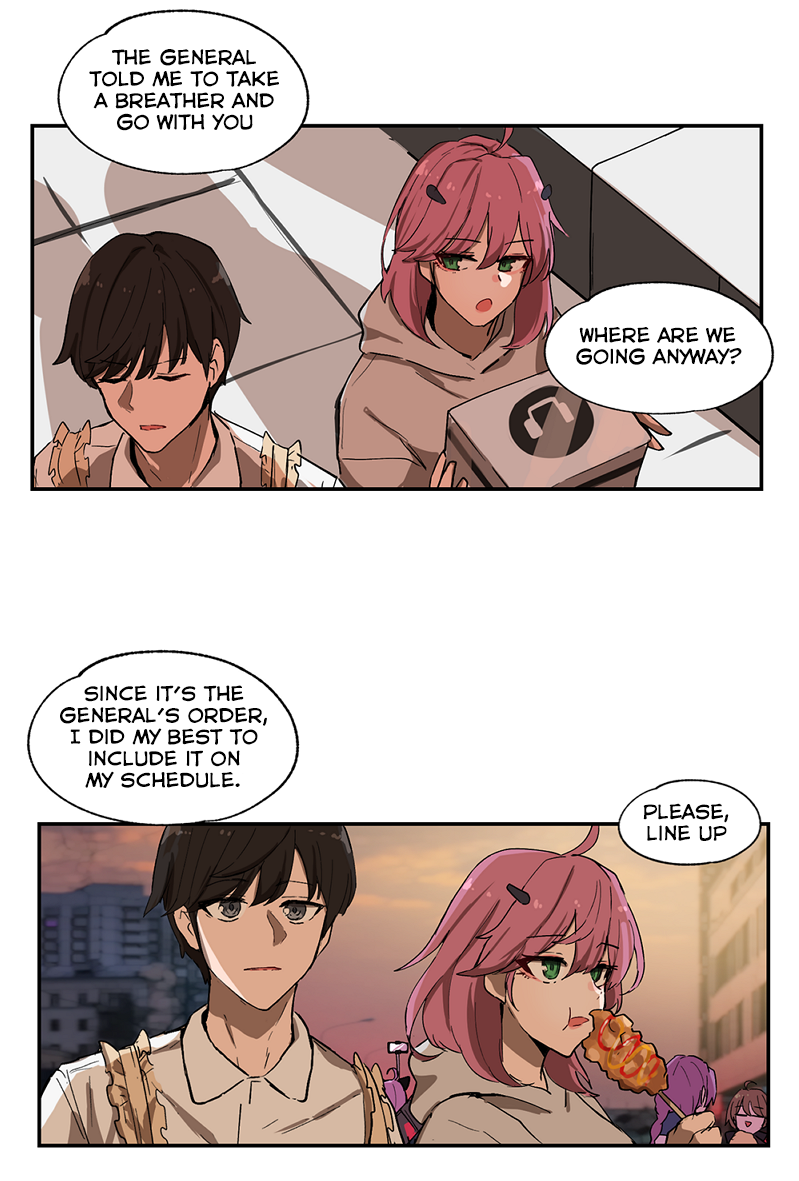 THE GENERAL
TOLD ME TO TAKE
A BREATHER AND
GO WITH YOU
WHERE ARE WE
GOING ANYWAY?
SINCE IT'S THE
GENERAL'S ORDER,
I DID MY BEST TO
INCLUDE IT ON
MY SCHEDULE.
PLEASE,
LINE UP